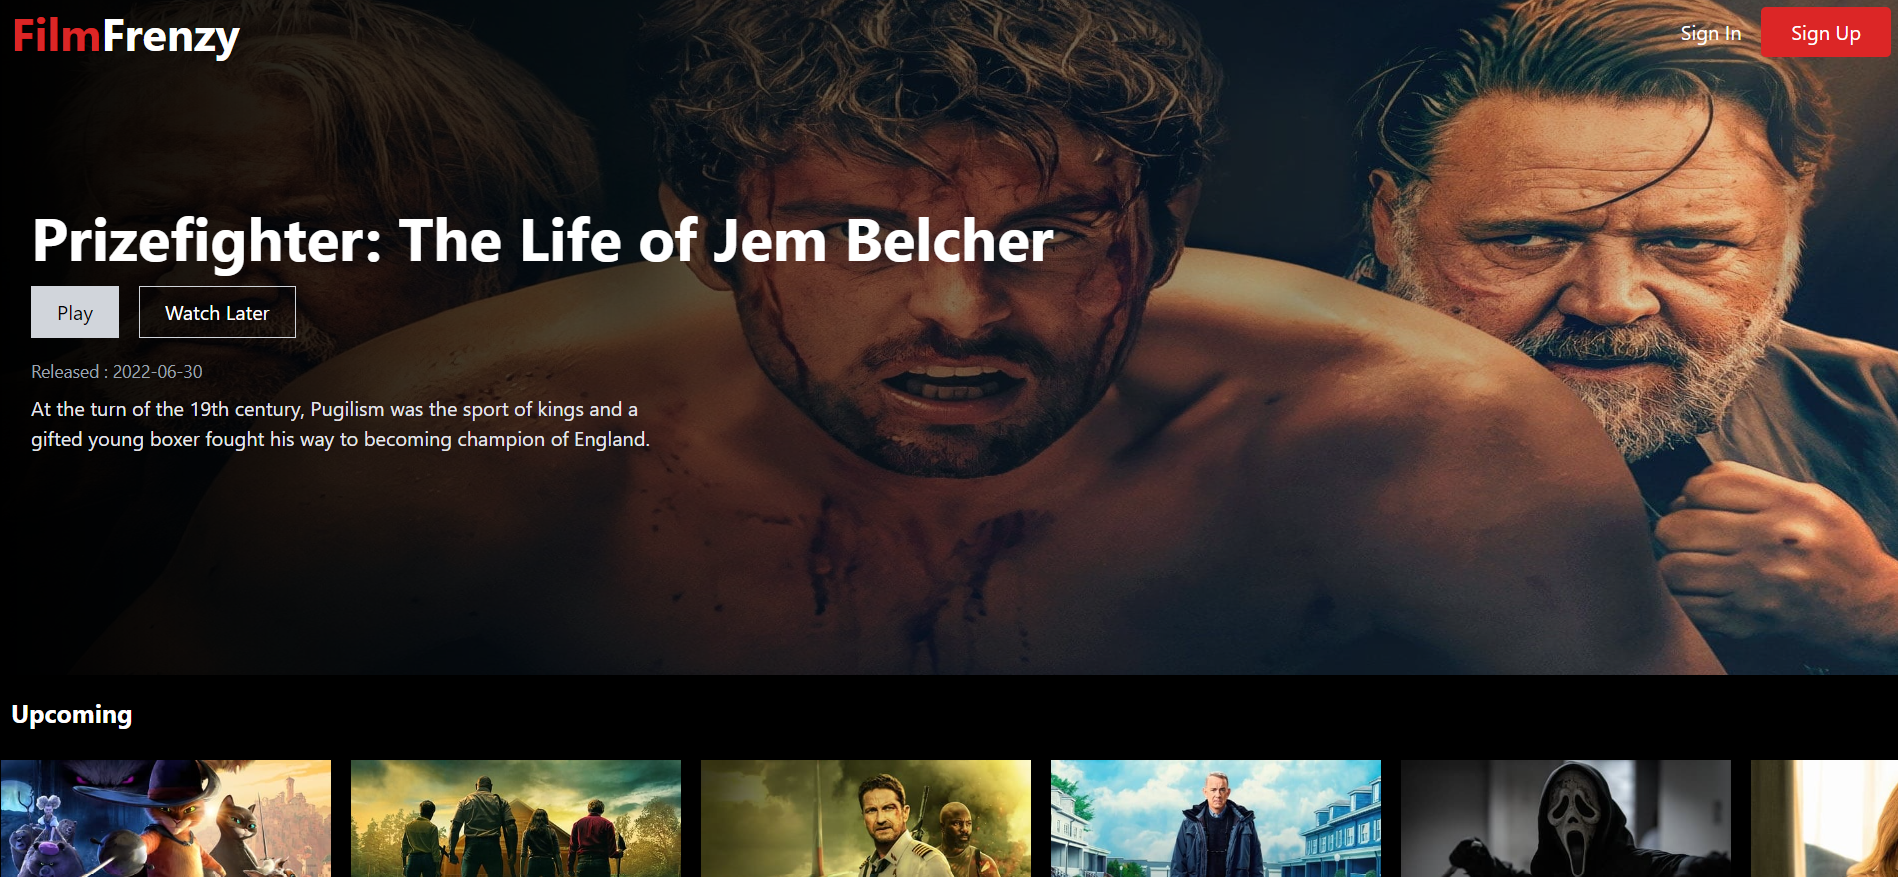 FilmFrenzy
Sign In
Sign Up
Prizefighter: The Life of Jem Belcher
Play
Watch Later
Released : 2022-06-30
At the turn of the 19th century, Pugilism was the sport of kings and a
gifted young boxer fought his way to becoming champion of England.
Upcoming